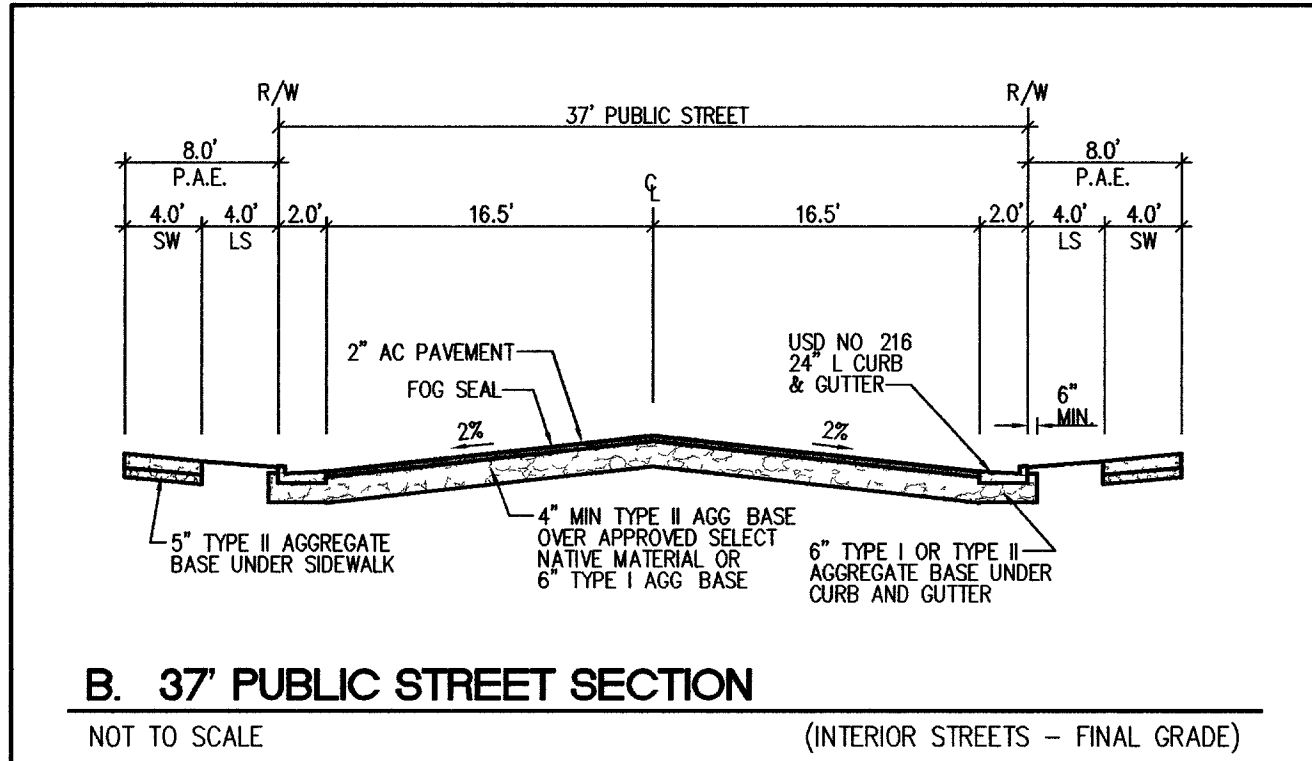 R/W
R/W
37' PUBLIC STREET
8.0'
P.A.E.
8.0'
P.A.E.
℄
4.0'
4.0'
2.0'
16.5'
16.5'
2.0'
4.0'
4.0'
SW
LS
LS
SW
2" AC PAVEMENT
FOG SEAL
USD NO 216
24" L CURB
& GUTTER
6"
MIN.
2%
2%
5" TYPE II AGGREGATE
BASE UNDER SIDEWALK
4" MIN TYPE II AGG BASE
OVER APPROVED SELECT
NATIVE MATERIAL OR
6" TYPE I AGG BASE
6" TYPE I OR TYPE II
AGGREGATE BASE UNDER
CURB AND GUTTER
B. 37' PUBLIC STREET SECTION
NOT TO SCALE
(INTERIOR STREETS – FINAL GRADE)